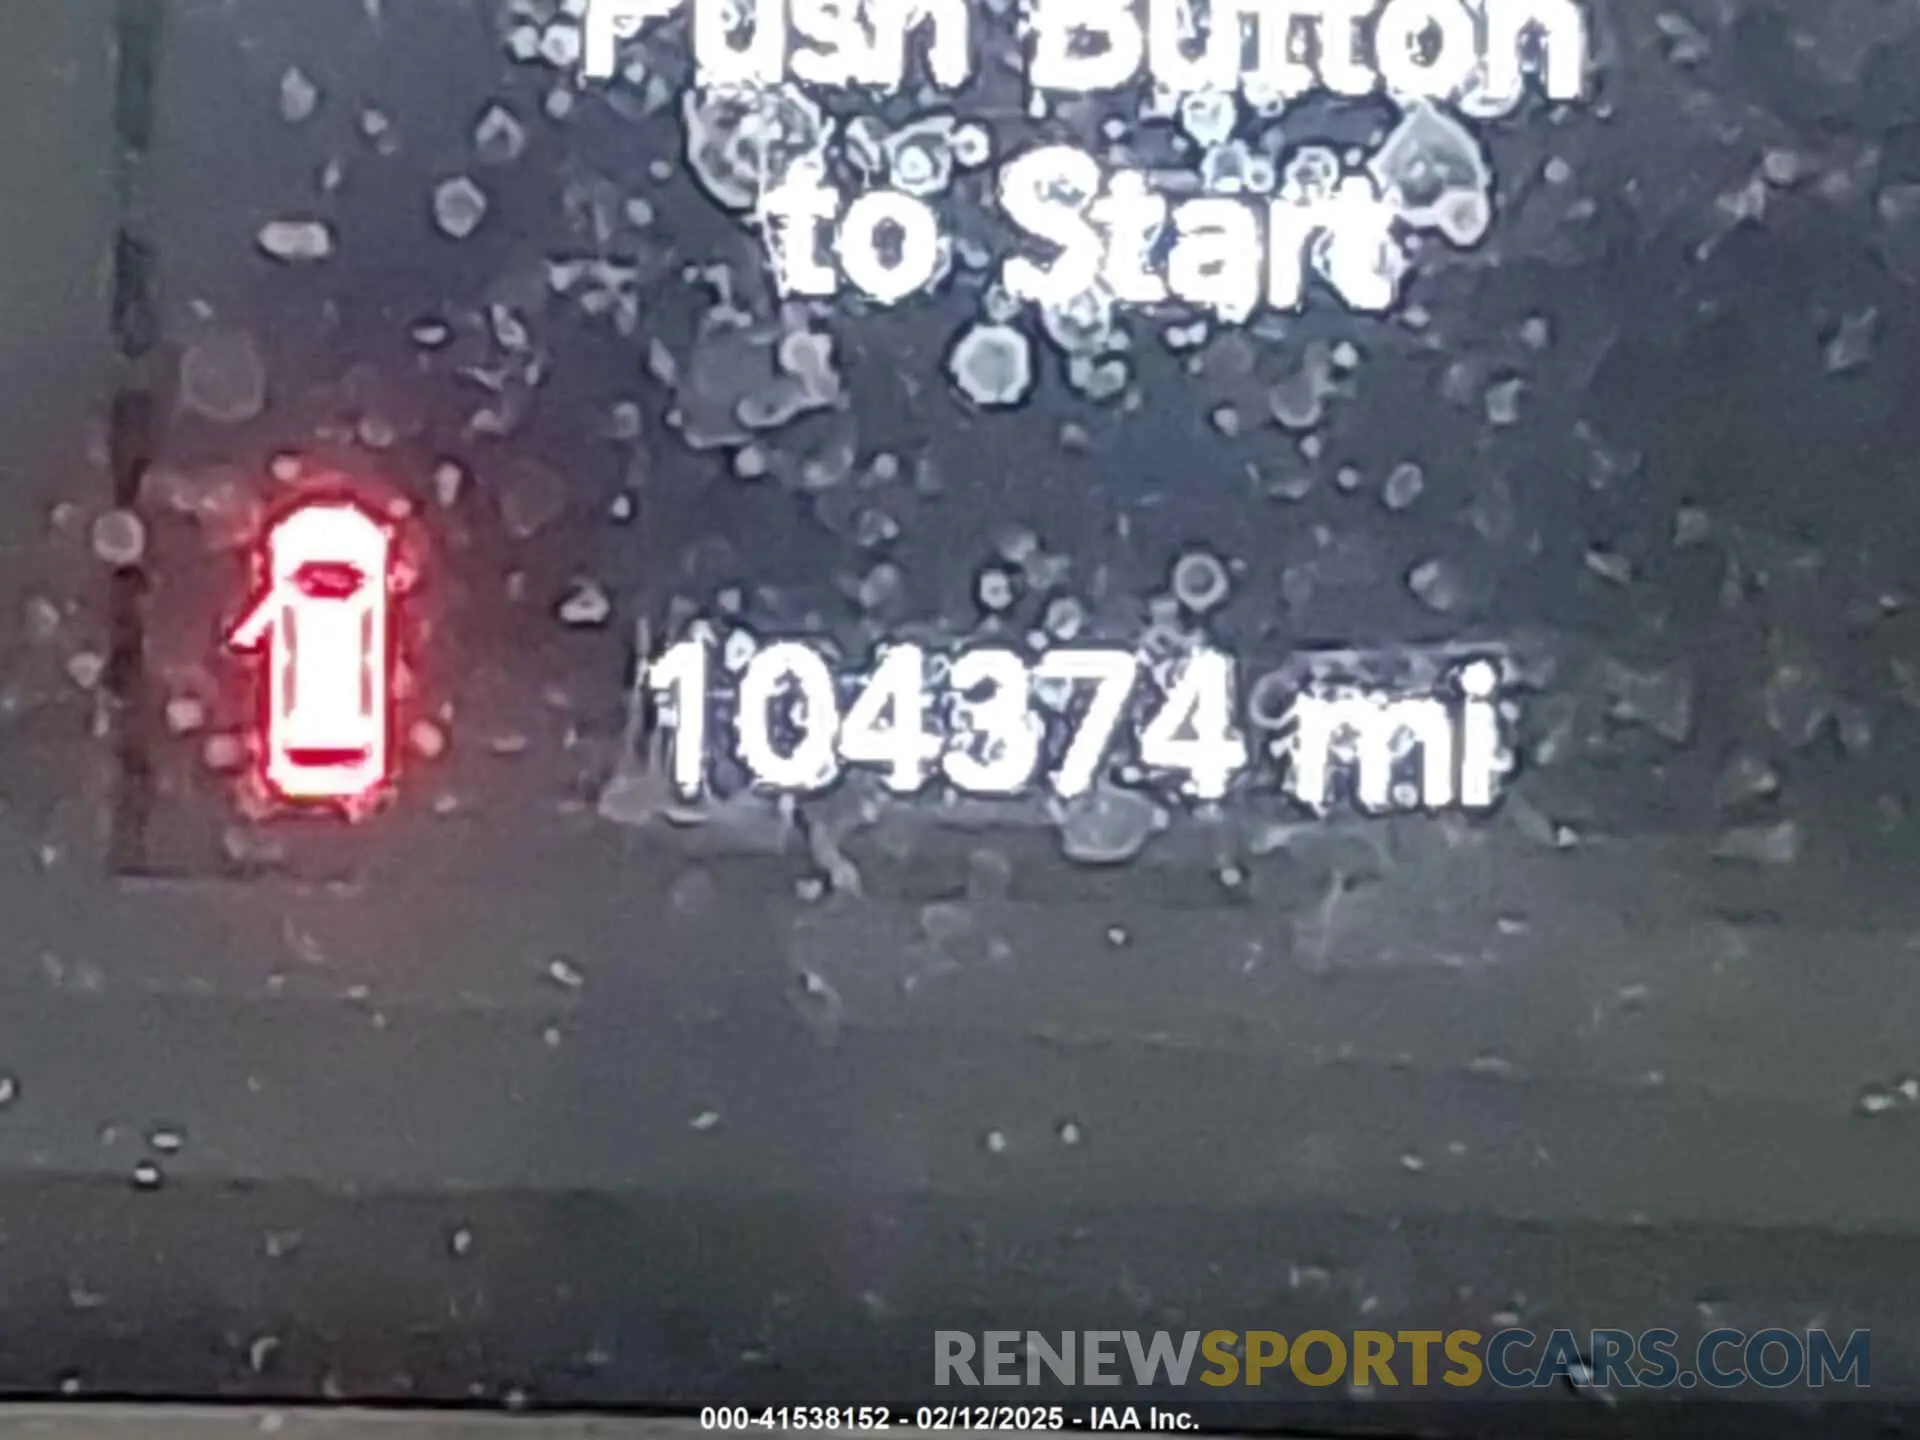 Push Button
to Start
104374 mi
RENEWSPORTSCARS.COM
000-41538152 - 02/12/2025 - IAA Inc.